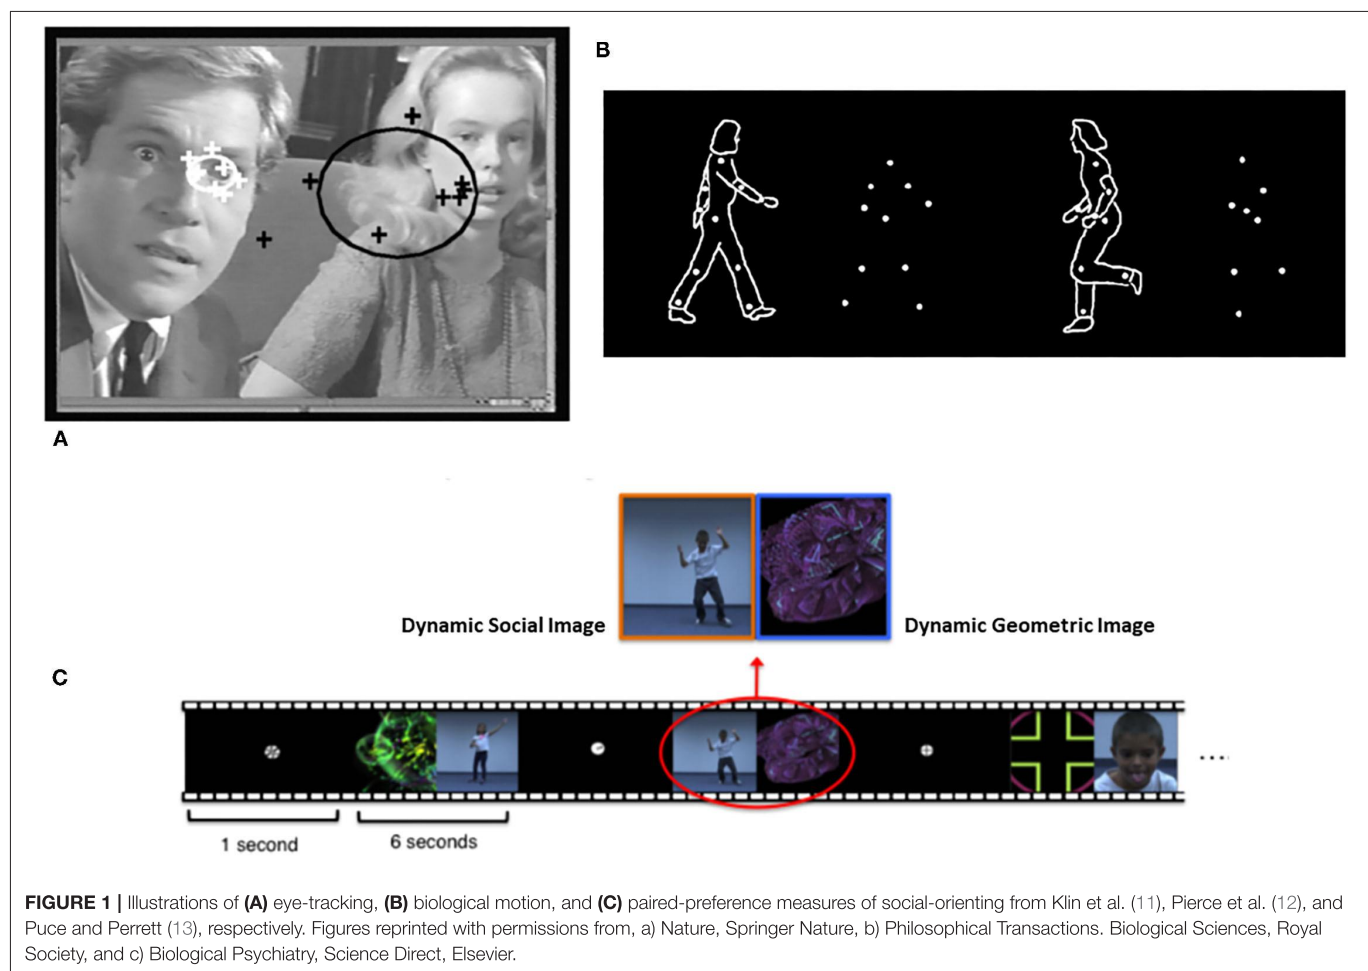 B
A
Dynamic Social Image
Dynamic Geometric Image
C
....
1 second
6 seconds
FIGURE 1 | Illustrations of (A) eye-tracking, (B) biological motion, and (C) paired-preference measures of social-orienting from Klin et al. (11), Pierce et al. (12), and
Puce and Perrett (13), respectively. Figures reprinted with permissions from, a) Nature, Springer Nature, b) Philosophical Transactions. Biological Sciences, Royal
Society, and c) Biological Psychiatry, Science Direct, Elsevier.